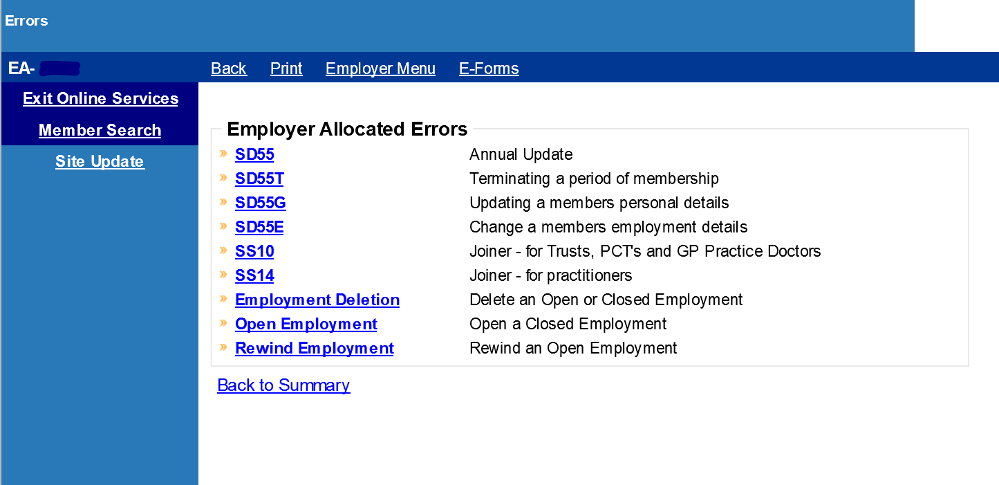 Errors
EA-
Back Print Employer Menu E-Forms
Exit Online Services
Member Search
Site Update
Employer Allocated Errors
SD55 Annual Update
SD55T Terminating a period of membership
SD55G Updating a members personal details
SD55E Change a members employment details
SS10 Joiner - for Trusts, PCT's and GP Practice Doctors
SS14 Joiner - for practitioners
Employment Deletion Delete an Open or Closed Employment
Open Employment Open a Closed Employment
Rewind Employment Rewind an Open Employment
Back to Summary